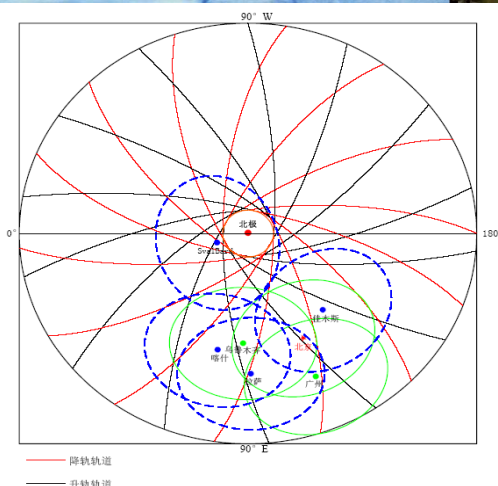 90° W
北极
0°
180
Svalbard
佳木斯
北京
乌鲁木齐
喀什
拉萨
广州
90° E
降轨轨道
升轨轨道